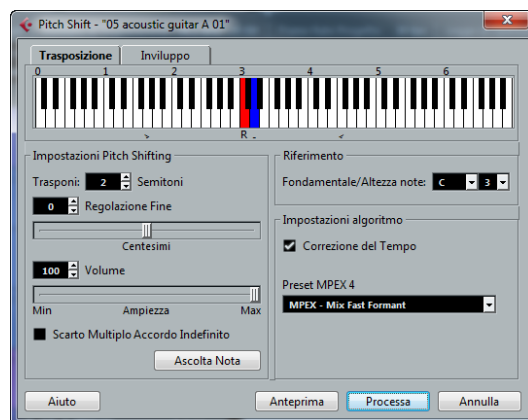 Pitch Shift - "05 acoustic guitar A 01"
Trasposizione Inviluppo
0 1 2 3 4 5 6
R
Impostazioni Pitch Shifting
Trasponi: 2 Semitoni
0 Regolazione Fine
Centesimi
100 Volume
Min Ampiezza Max
Scarto Multiplo Accordo Indefinito
Ascolta Nota
Riferimento
Fondamentale/Altezza note: C 3
Impostazioni algoritmo
Correzione del Tempo
Preset MPEX 4
MPEX - Mix Fast Formant
Aiuto Anteprima Processa Annulla